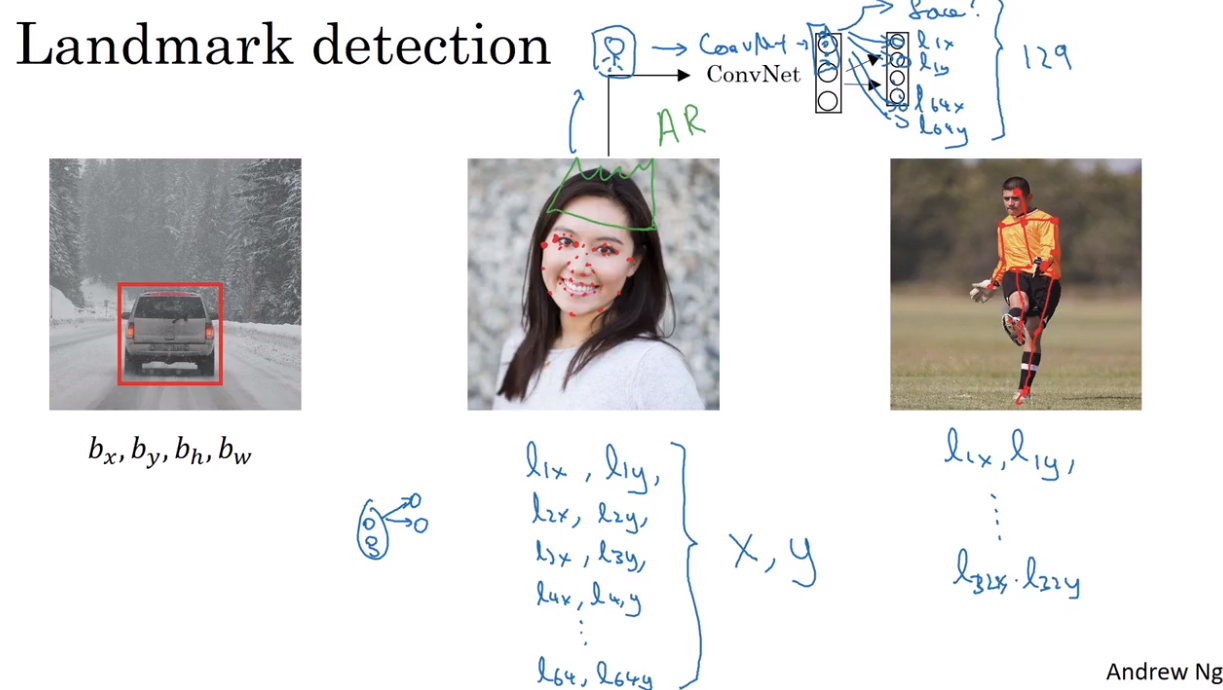 Landmark detection
ConvNet → face?
ConvNet
l1x
l1y
l64x
l64y
129
AR
bx, by, bh, bw
l1x, l1y,
l2x, l2y,
l3x, l3y,
l4x, l4,y
⋮
l64, l64y
x, y
l1x, l1y,
⋮
l32x, l32y
Andrew Ng